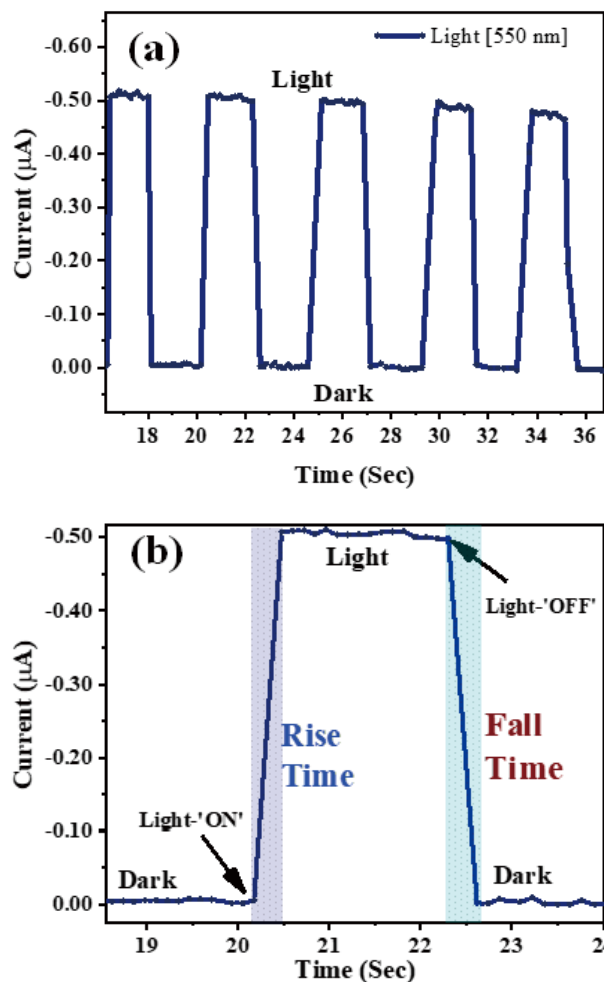 (a)
Light [550 nm]
-0.60
-0.50
-0.40
-0.30
-0.20
-0.10
0.00
Current (μA)
Light
Dark
18 20 22 24 26 28 30 32 34 36
Time (Sec)
(b)
-0.50
-0.40
-0.30
-0.20
-0.10
0.00
Current (μA)
Light
Light-'OFF'
Rise
Time
Fall
Time
Light-'ON'
Dark
Dark
19 20 21 22 23 24
Time (Sec)